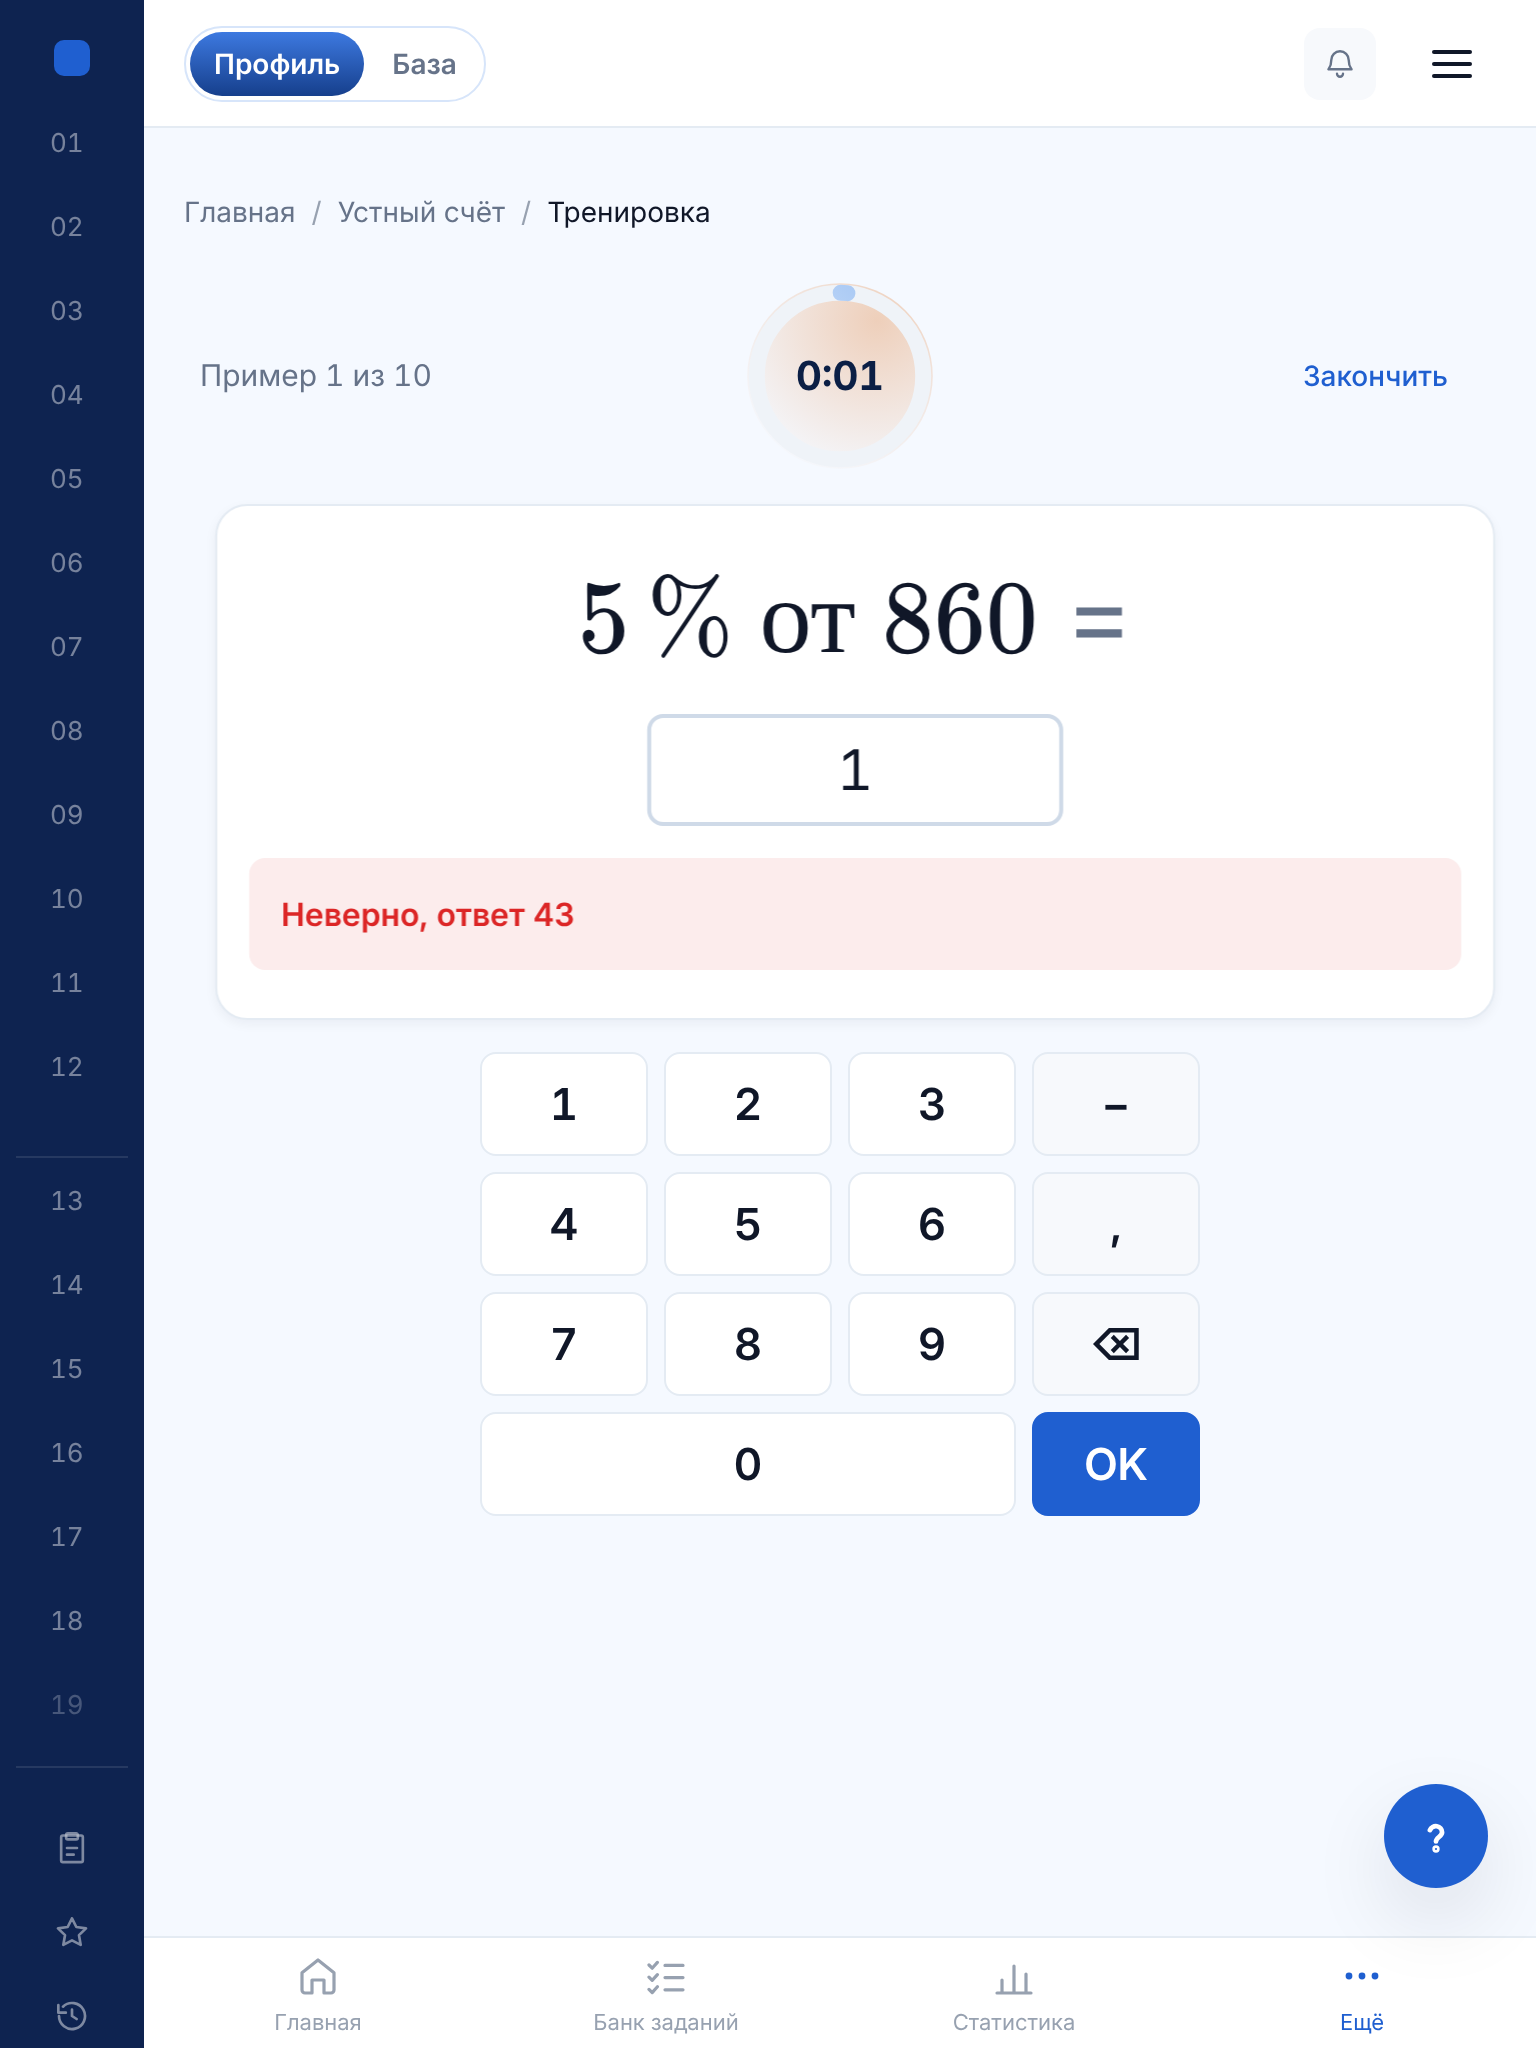 Профиль База
Главная / Устный счёт / Тренировка
Пример 1 из 10
0:01
Закончить
5 % от 860 =
1
Неверно, ответ 43
1 2 3 –
4 5 6 ,
7 8 9
0 OK
?
01
02
03
04
05
06
07
08
09
10
11
12
13
14
15
16
17
18
19
Главная Банк заданий Статистика Ещё